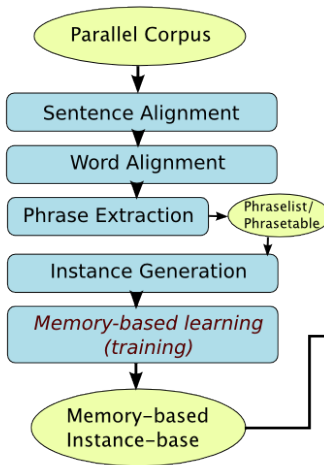 Parallel Corpus
Sentence Alignment
Word Alignment
Phrase Extraction
Phraselist/
Phrasetable
Instance Generation
Memory-based learning
(training)
Memory-based
Instance-base